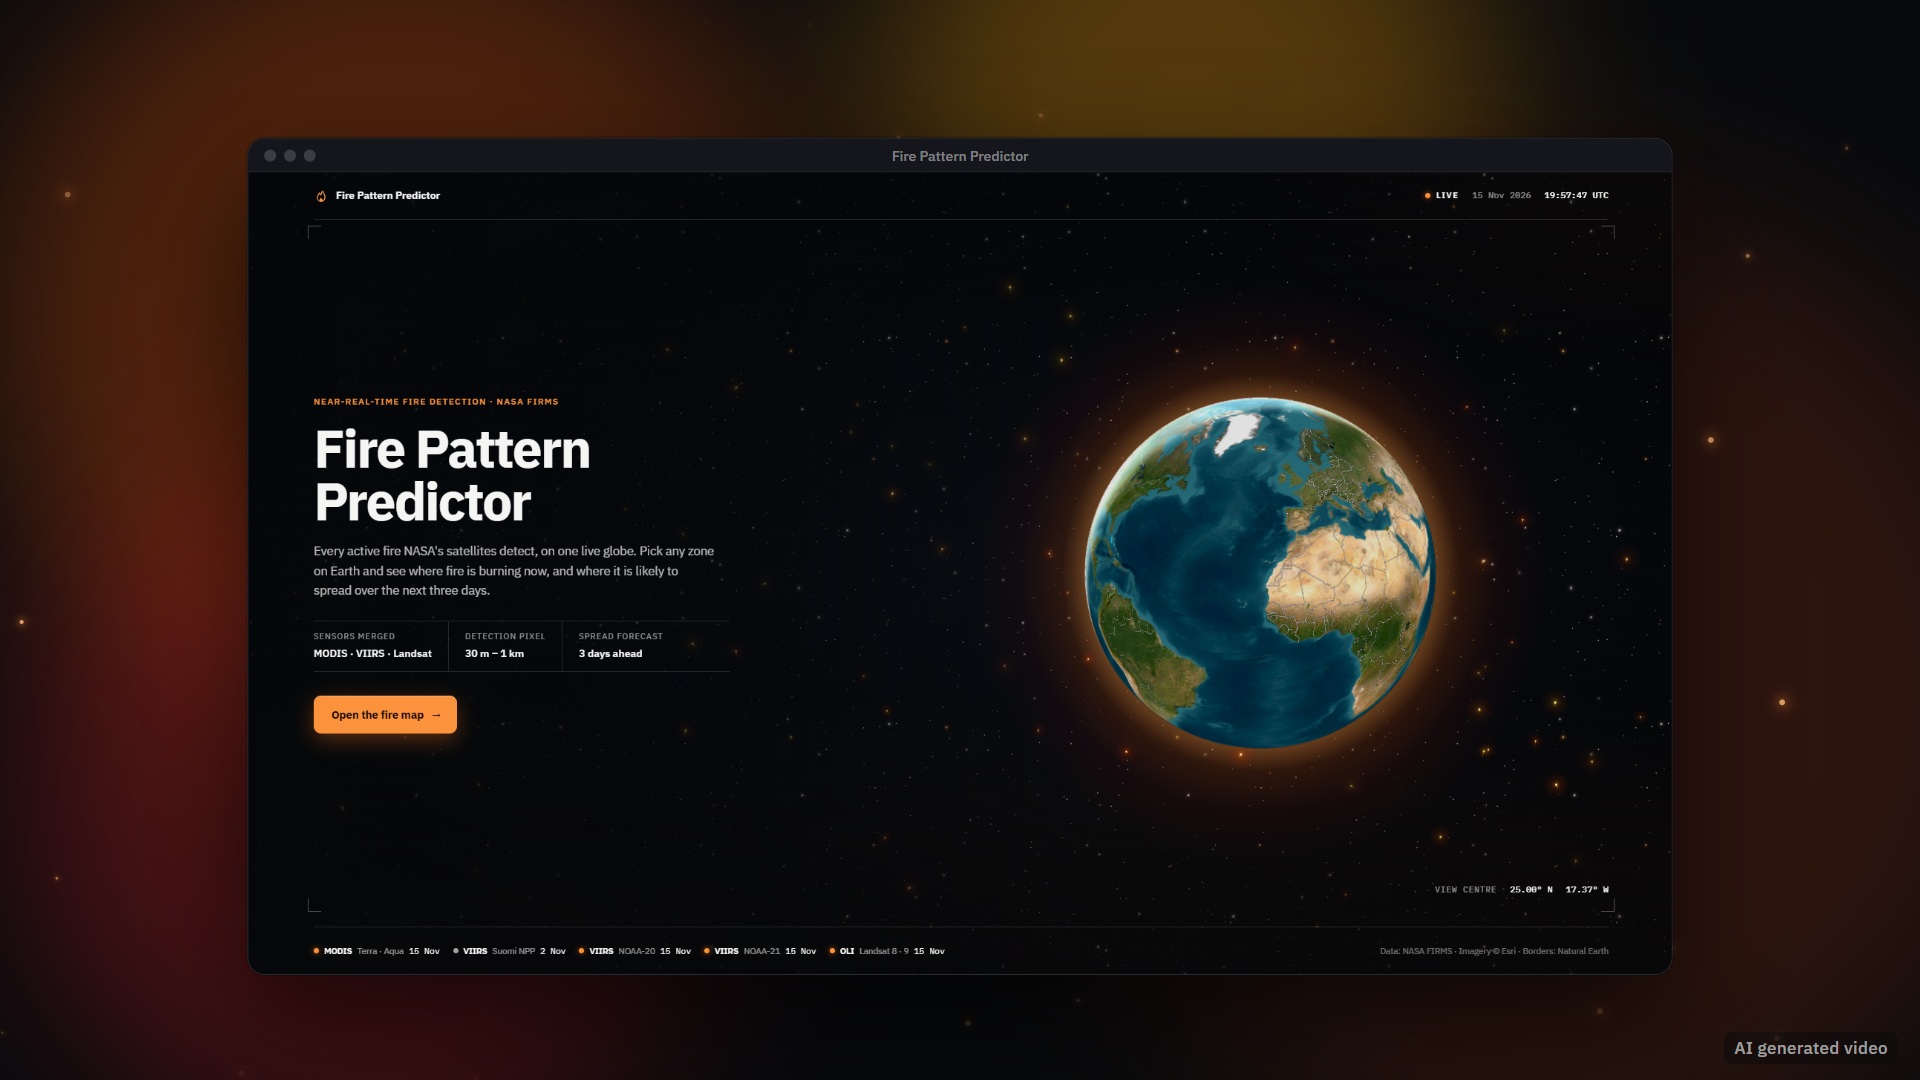 Fire Pattern Predictor
Fire Pattern Predictor
LIVE 15 Nov 2026 19:57:47 UTC
NEAR-REAL-TIME FIRE DETECTION · NASA FIRMS
Fire Pattern
Predictor
Every active fire NASA's satellites detect, on one live globe. Pick any zone
on Earth and see where fire is burning now, and where it is likely to
spread over the next three days.
SENSORS MERGED DETECTION PIXEL SPREAD FORECAST
MODIS · VIIRS · Landsat 30 m – 1 km 3 days ahead
Open the fire map →
VIEW CENTRE 25.00° N 17.37° W
MODIS Terra · Aqua 15 Nov VIIRS Suomi NPP 2 Nov VIIRS NOAA-20 15 Nov VIIRS NOAA-21 15 Nov OLI Landsat 8 · 9 15 Nov
Data: NASA FIRMS · Imagery © Esri · Borders: Natural Earth
AI generated video